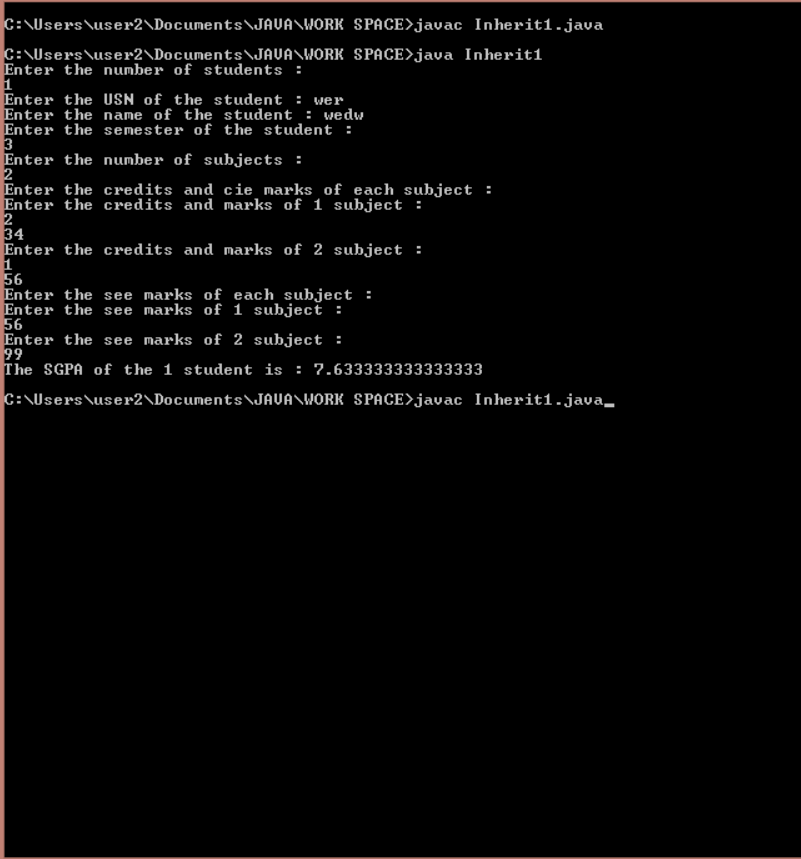 C:\Users\user2\Documents\JAVA\WORK SPACE>javac Inherit1.java
C:\Users\user2\Documents\JAVA\WORK SPACE>java Inherit1
Enter the number of students :
1
Enter the USN of the student : wer
Enter the name of the student : wedw
Enter the semester of the student :
3
Enter the number of subjects :
2
Enter the credits and cie marks of each subject :
Enter the credits and marks of 1 subject :
2
34
Enter the credits and marks of 2 subject :
1
56
Enter the see marks of each subject :
Enter the see marks of 1 subject :
56
Enter the see marks of 2 subject :
99
The SGPA of the 1 student is : 7.633333333333333
C:\Users\user2\Documents\JAVA\WORK SPACE>javac Inherit1.java_